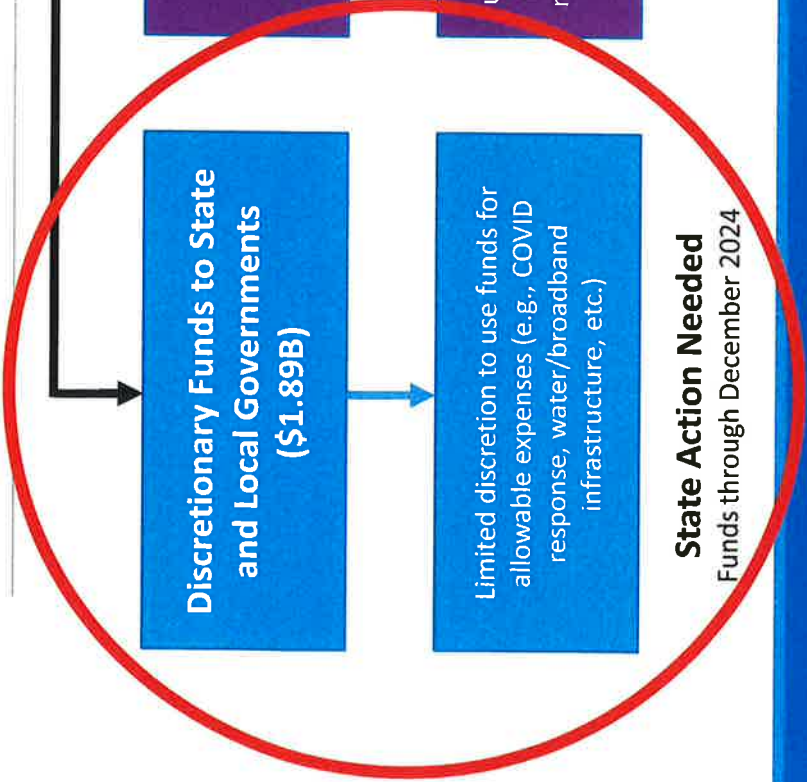 Discretionary Funds to State
and Local Governments
($1.89B)
Limited discretion to use funds for
allowable expenses (e.g., COVID
response, water/broadband
infrastructure, etc.)
State Action Needed
Funds through December 2024